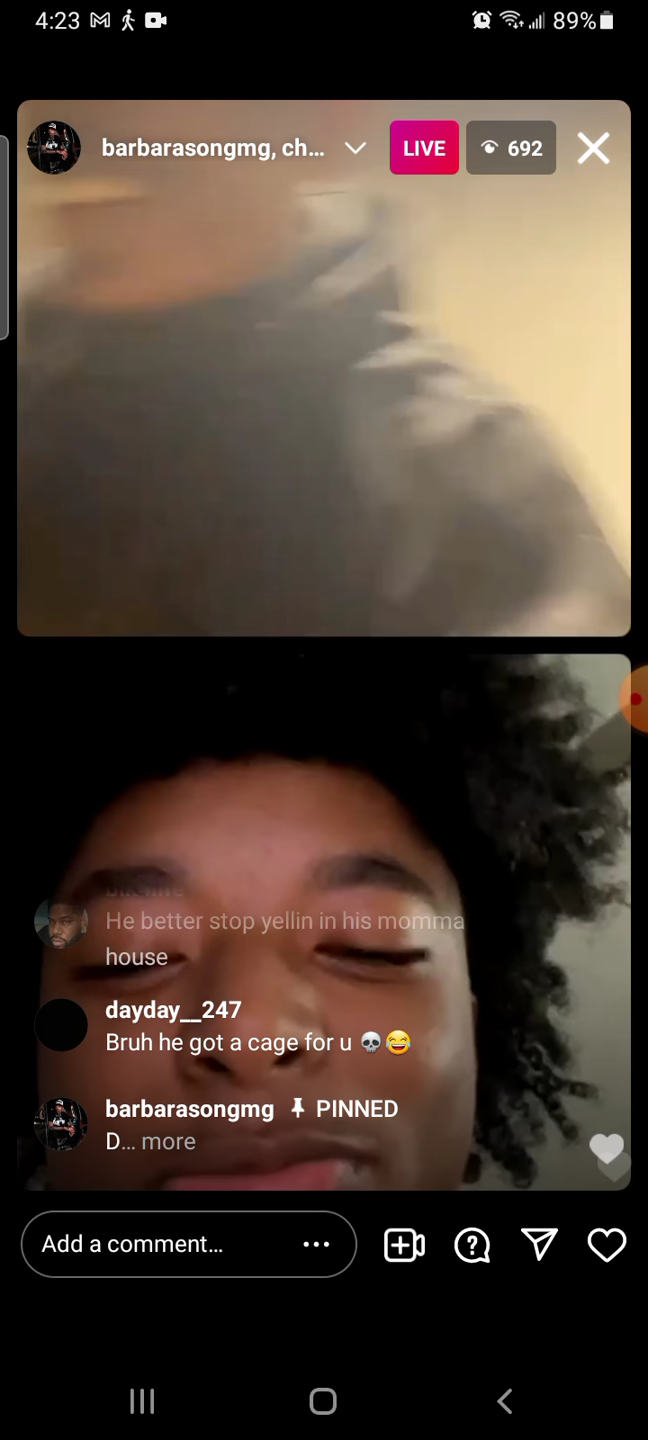 4:23
89%
barbarasongmg, ch...
LIVE
692
He better stop yellin in his momma
house
dayday__247
Bruh he got a cage for u 💀😂
barbarasongmg PINNED
D... more
Add a comment...